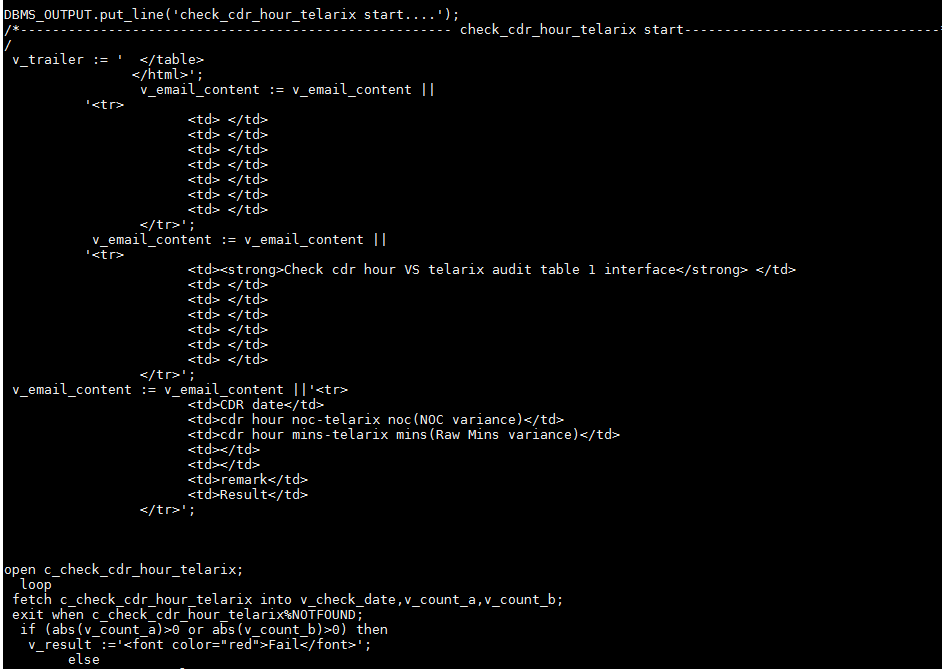 DBMS_OUTPUT.put_line('check_cdr_hour_telarix start....');
/*------------------------------------------------------ check_cdr_hour_telarix start--------------------------------*
/
v_trailer := '  </table>
</html>';
v_email_content := v_email_content ||
'<tr>
<td> </td>
<td> </td>
<td> </td>
<td> </td>
<td> </td>
<td> </td>
<td> </td>
</tr>';
v_email_content := v_email_content ||
'<tr>
<td><strong>Check cdr hour VS telarix audit table 1 interface</strong> </td>
<td> </td>
<td> </td>
<td> </td>
<td> </td>
<td> </td>
<td> </td>
</tr>';
v_email_content := v_email_content ||'<tr>
<td>CDR date</td>
<td>cdr hour noc-telarix noc(NOC variance)</td>
<td>cdr hour mins-telarix mins(Raw Mins variance)</td>
<td></td>
<td></td>
<td>remark</td>
<td>Result</td>
</tr>';
open c_check_cdr_hour_telarix;
loop
fetch c_check_cdr_hour_telarix into v_check_date,v_count_a,v_count_b;
exit when c_check_cdr_hour_telarix%NOTFOUND;
if (abs(v_count_a)>0 or abs(v_count_b)>0) then
v_result :='<font color="red">Fail</font>';
else